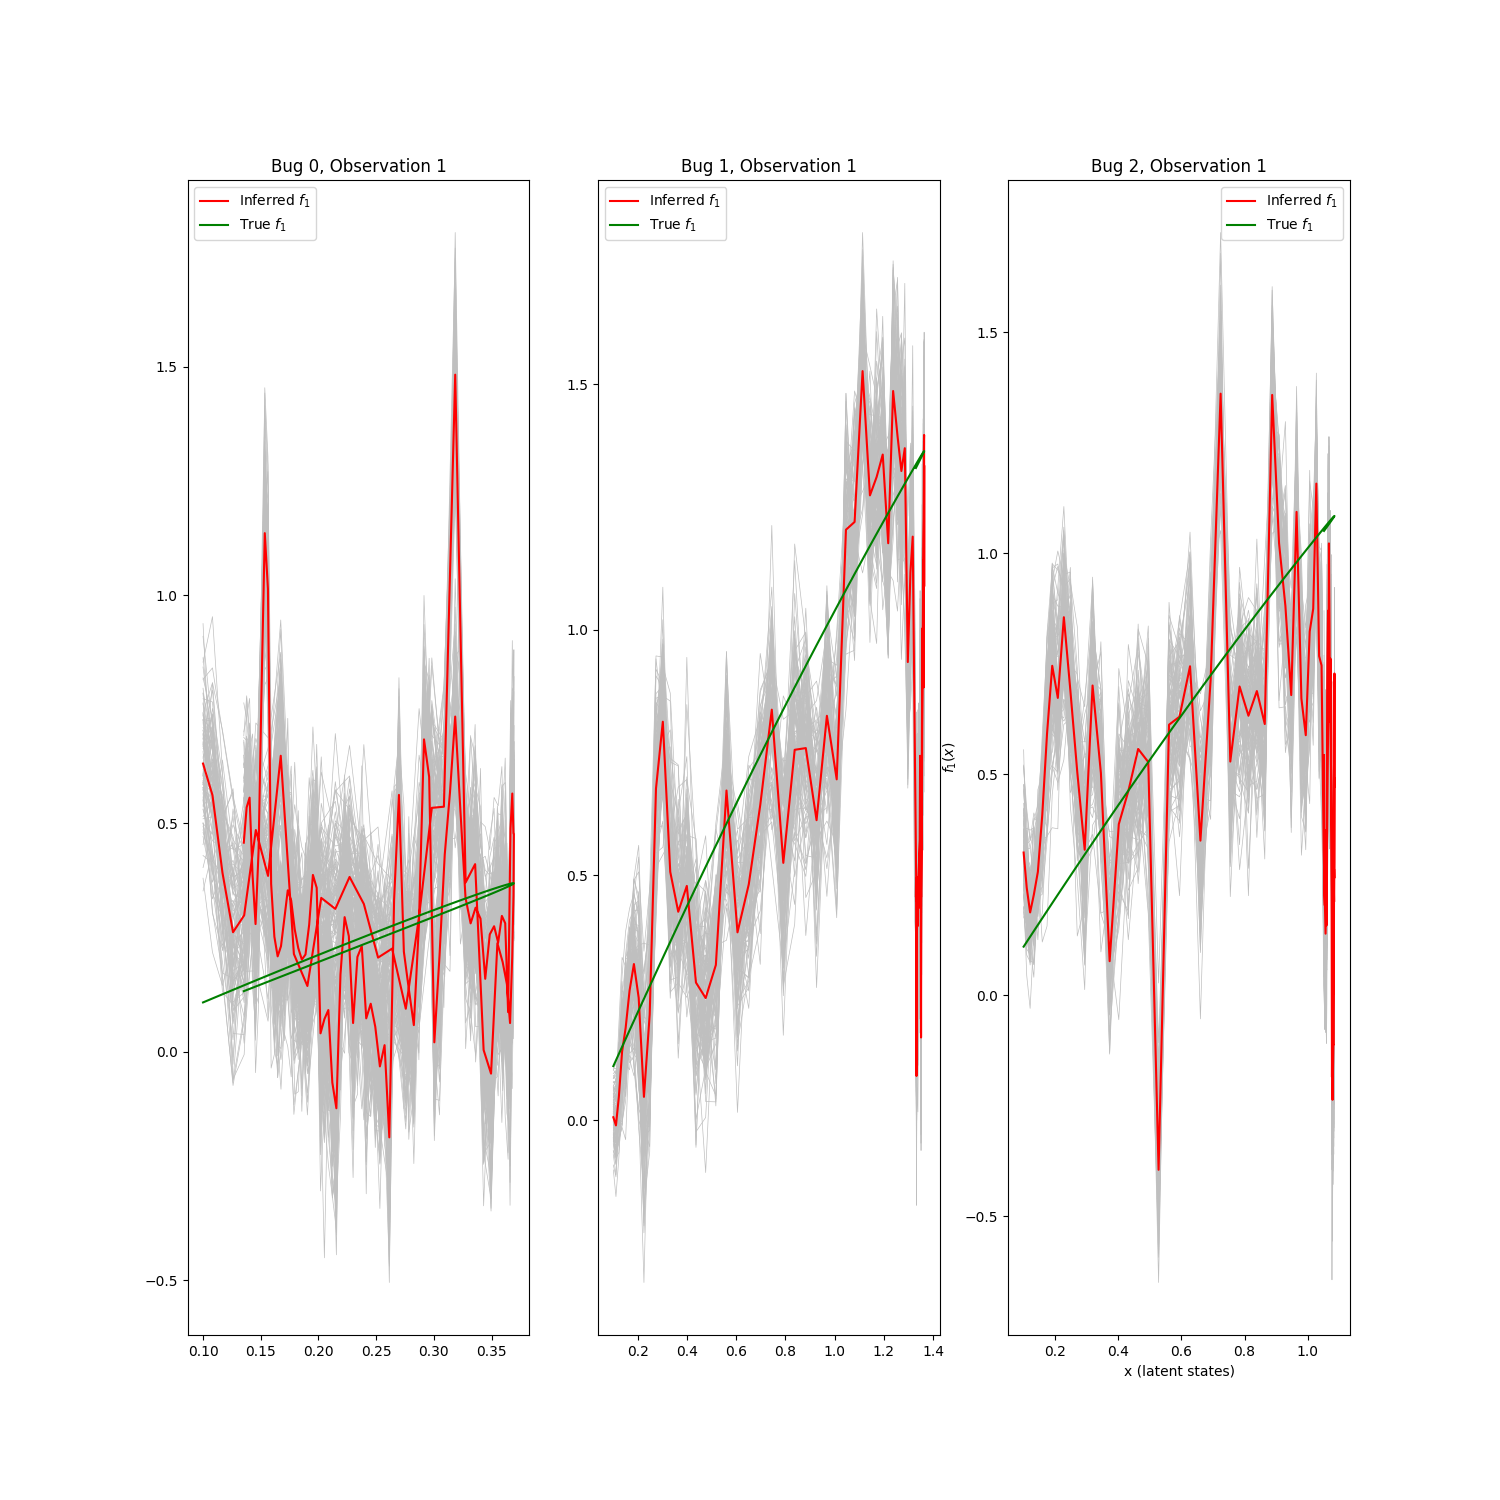 Bug 0, Observation 1
Inferred f₁
True f₁
1.5
1.0
0.5
0.0
−0.5
0.10 0.15 0.20 0.25 0.30 0.35
Bug 1, Observation 1
Inferred f₁
True f₁
1.5
1.0
0.5
0.0
0.2 0.4 0.6 0.8 1.0 1.2 1.4
Bug 2, Observation 1
Inferred f₁
True f₁
f₁(x)
1.5
1.0
0.5
0.0
−0.5
0.2 0.4 0.6 0.8 1.0
x (latent states)